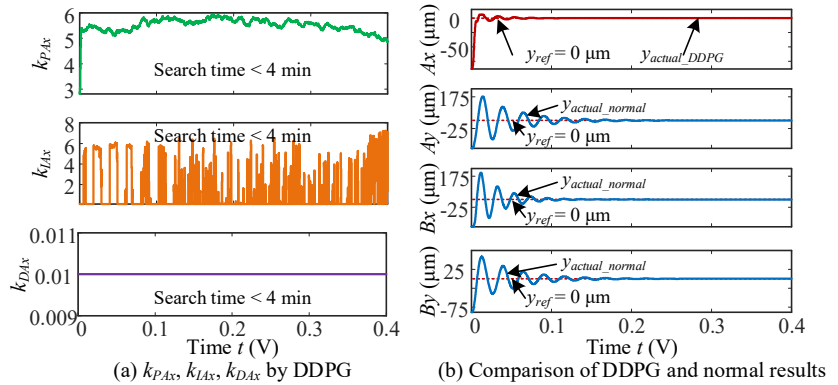 6
5
4
3
k_PAx
Search time < 4 min
8
6
4
2
k_IAx
Search time < 4 min
0.011
0.01
0.009
k_DAx
Search time < 4 min
0 0.1 0.2 0.3 0.4
Time t (V)
(a) k_PAx, k_IAx, k_DAx by DDPG
0
-50
Ax (μm)
y_ref = 0 μm
y_actual_DDPG
175
-25
Ay (μm)
y_actual_normal
y_ref = 0 μm
175
-25
Bx (μm)
y_actual_normal
y_ref = 0 μm
25
-75
By (μm)
y_actual_normal
y_ref = 0 μm
0 0.1 0.2 0.3 0.4
Time t (V)
(b) Comparison of DDPG and normal results